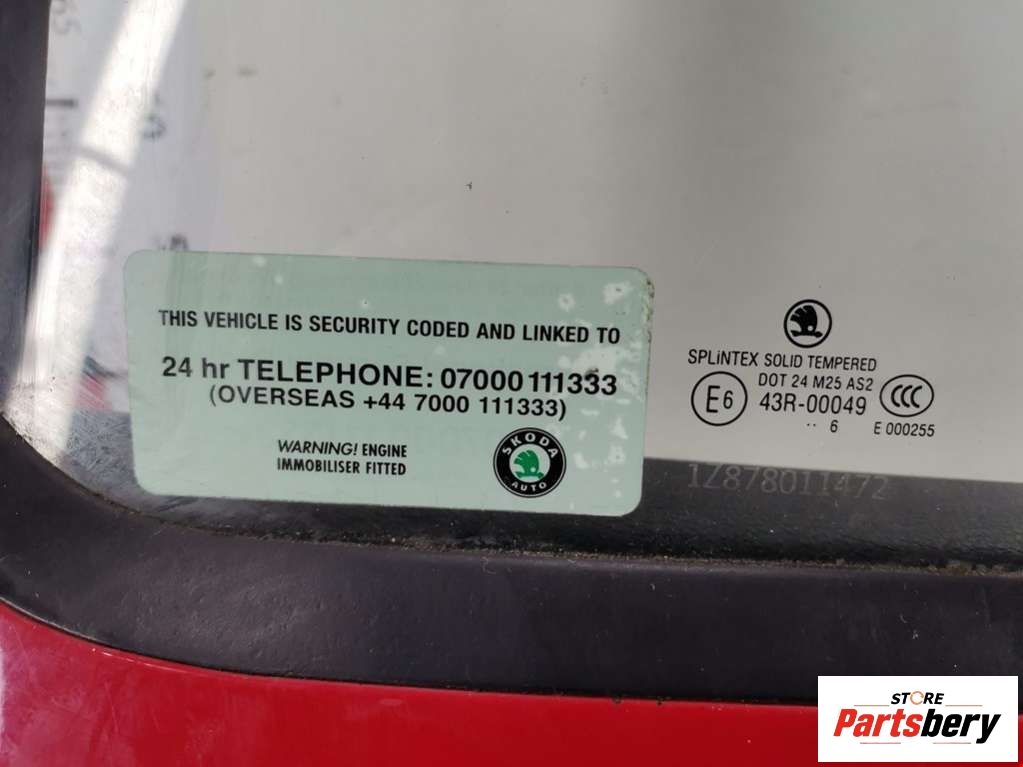 THIS VEHICLE IS SECURITY CODED AND LINKED TO
24 hr TELEPHONE: 07000 111333
(OVERSEAS +44 7000 111333)
WARNING! ENGINE
IMMOBILISER FITTED
SKODA
AUTO
SPLiNTEX SOLID TEMPERED
DOT 24 M25 AS2
E6 43R-00049 CCC
·· 6 E 000255
1Z878011472
STORE
Partsbery